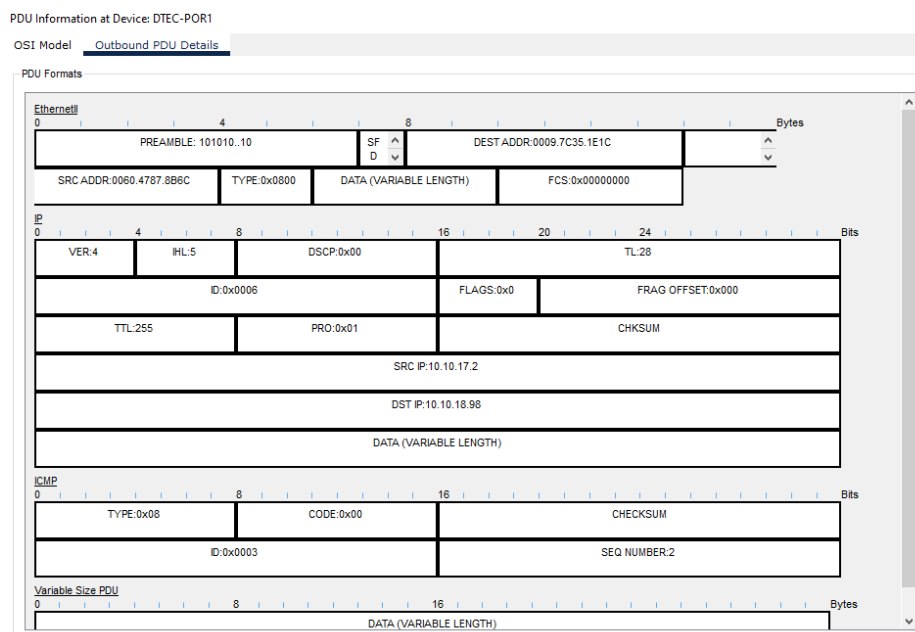 PDU Information at Device: DTEC-POR1
OSI Model Outbound PDU Details
PDU Formats
EthernetII
0 4 8 Bytes
PREAMBLE: 101010..10 SF D DEST ADDR:0009.7C35.1E1C
SRC ADDR:0060.4787.8B6C TYPE:0x0800 DATA (VARIABLE LENGTH) FCS:0x00000000
IP
0 4 8 16 20 24 Bits
VER:4 IHL:5 DSCP:0x00 TL:28
ID:0x0006 FLAGS:0x0 FRAG OFFSET:0x000
TTL:255 PRO:0x01 CHKSUM
SRC IP:10.10.17.2
DST IP:10.10.18.98
DATA (VARIABLE LENGTH)
ICMP
0 8 16 Bits
TYPE:0x08 CODE:0x00 CHECKSUM
ID:0x0003 SEQ NUMBER:2
Variable Size PDU
0 8 16 Bytes
DATA (VARIABLE LENGTH)